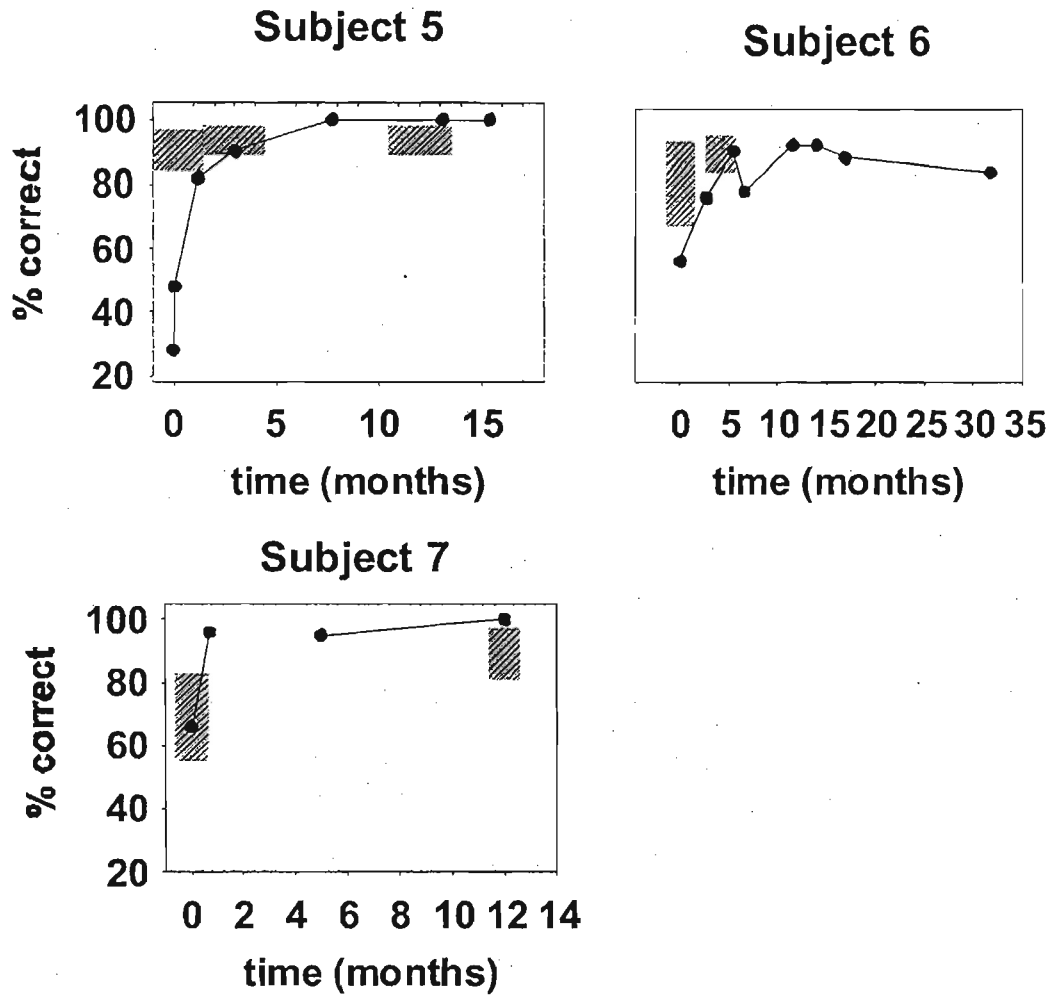 Subject 5
% correct
100
80
60
40
20
0 5 10 15
time (months)
Subject 6
0 5 10 15 20 25 30 35
time (months)
Subject 7
% correct
100
80
60
40
20
0 2 4 6 8 10 12 14
time (months)